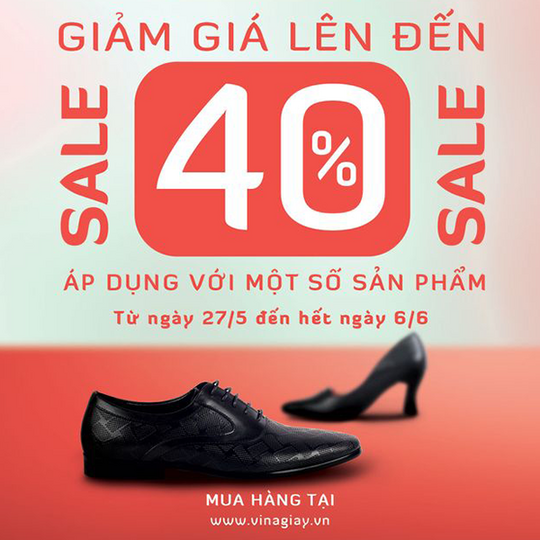 GIẢM GIÁ LÊN ĐẾN
SALE
40%
SALE
ÁP DỤNG VỚI MỘT SỐ SẢN PHẨM
Từ ngày 27/5 đến hết ngày 6/6
MUA HÀNG TẠI
www.vinagiay.vn